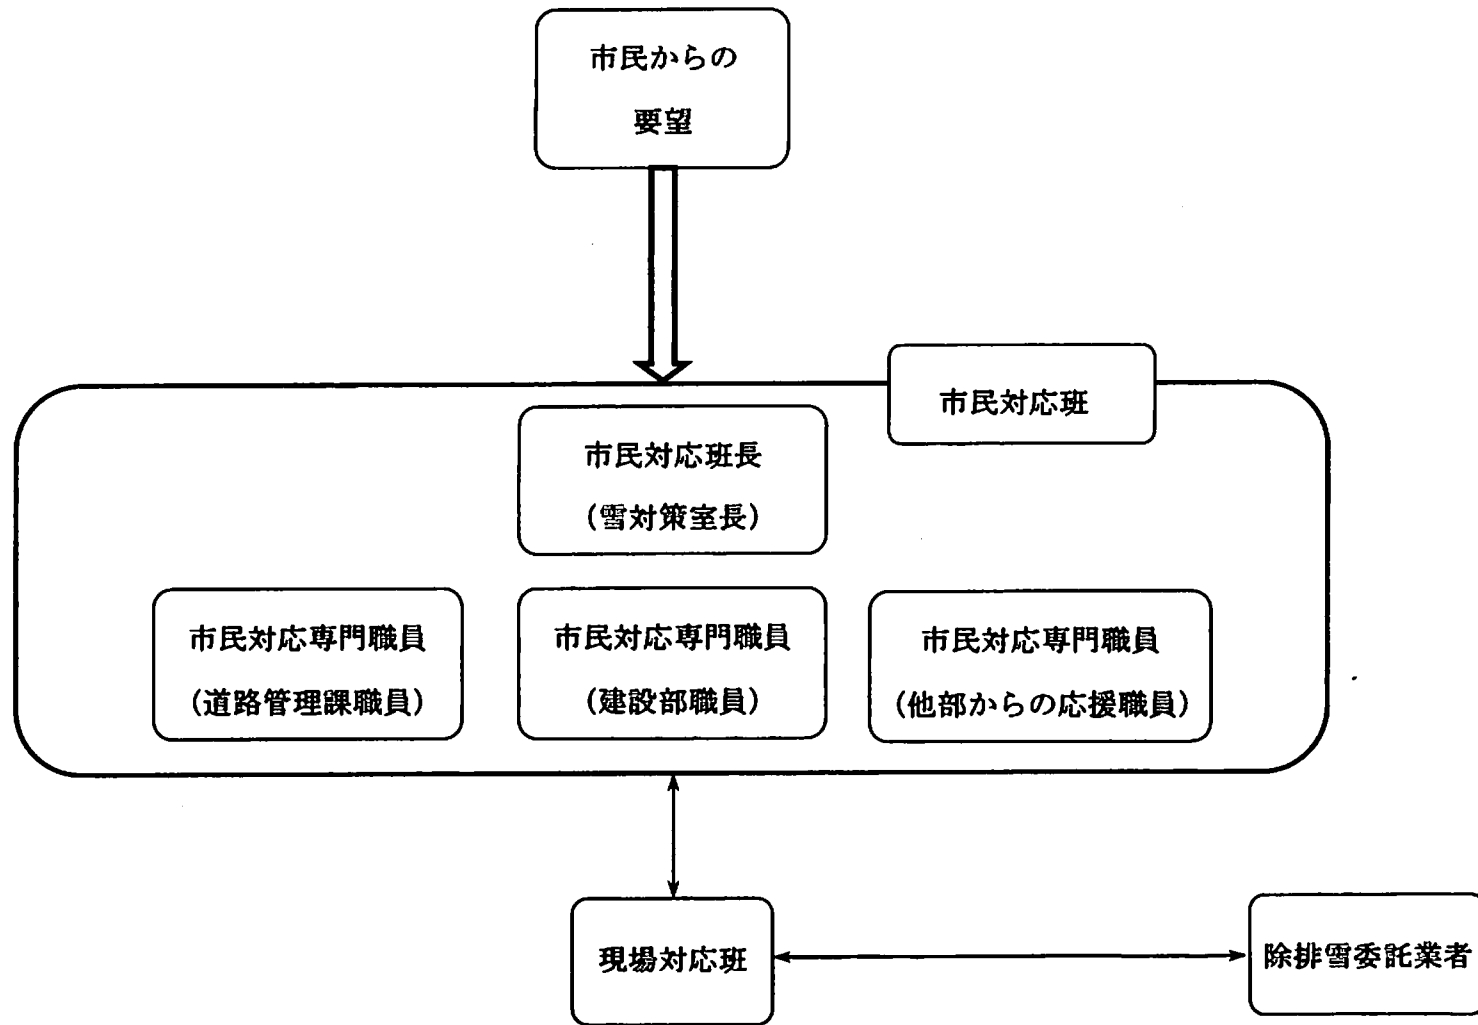 市民からの
要望
市民対応班
市民対応班長
(雪対策室長)
市民対応専門職員
(道路管理課職員)
市民対応専門職員
(建設部職員)
市民対応専門職員
(他部からの応援職員)
現場対応班
除排雪委託業者